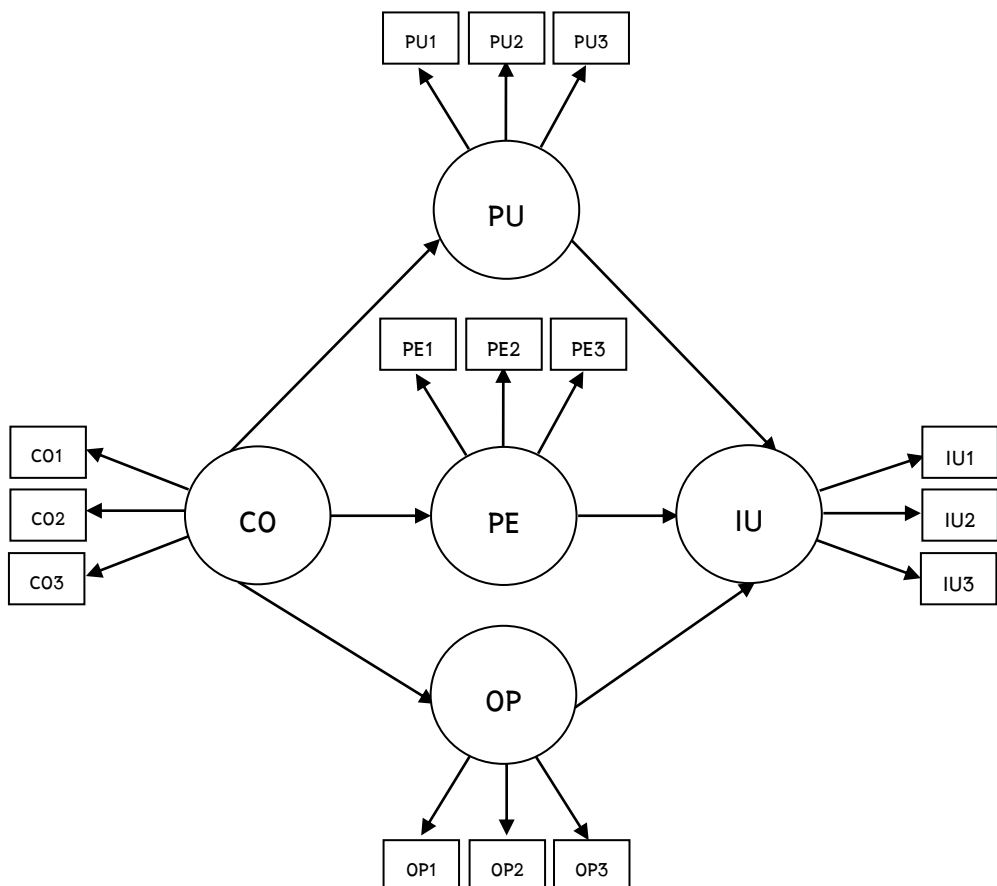 PU1 PU2 PU3
PU
PE1 PE2 PE3
CO1
CO2
CO3
CO
PE
IU
IU1
IU2
IU3
OP
OP1 OP2 OP3